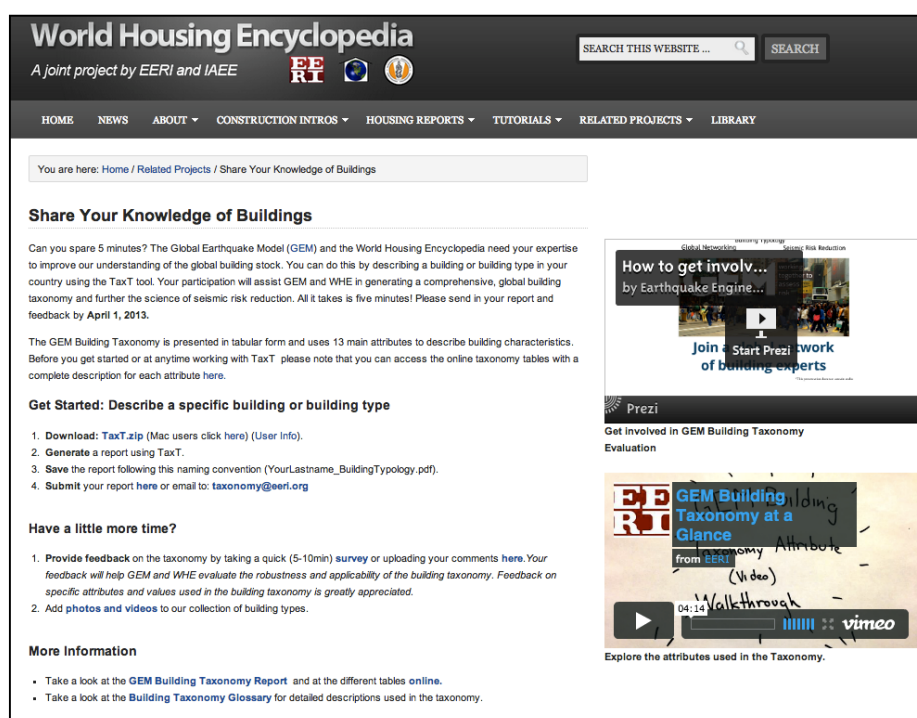 World Housing Encyclopedia
A joint project by EERI and IAEE
EE
RI
SEARCH THIS WEBSITE ...
SEARCH
HOME NEWS ABOUT CONSTRUCTION INTROS HOUSING REPORTS TUTORIALS RELATED PROJECTS LIBRARY
You are here: Home / Related Projects / Share Your Knowledge of Buildings
Share Your Knowledge of Buildings
Can you spare 5 minutes? The Global Earthquake Model (GEM) and the World Housing Encyclopedia need your expertise
to improve our understanding of the global building stock. You can do this by describing a building or building type in your
country using the TaxT tool. Your participation will assist GEM and WHE in generating a comprehensive, global building
taxonomy and further the science of seismic risk reduction. All it takes is five minutes! Please send in your report and
feedback by April 1, 2013.
The GEM Building Taxonomy is presented in tabular form and uses 13 main attributes to describe building characteristics.
Before you get started or at anytime working with TaxT please note that you can access the online taxonomy tables with a
complete description for each attribute here.
Get Started: Describe a specific building or building type
1. Download: TaxT.zip (Mac users click here) (User Info).
2. Generate a report using TaxT.
3. Save the report following this naming convention (YourLastname_BuildingTypology.pdf).
4. Submit your report here or email to: taxonomy@eeri.org
Have a little more time?
1. Provide feedback on the taxonomy by taking a quick (5-10min) survey or uploading your comments here.Your
feedback will help GEM and WHE evaluate the robustness and applicability of the building taxonomy. Feedback on
specific attributes and values used in the building taxonomy is greatly appreciated.
2. Add photos and videos to our collection of building types.
More Information
Take a look at the GEM Building Taxonomy Report and at the different tables online.
Take a look at the Building Taxonomy Glossary for detailed descriptions used in the taxonomy.
Building Typology
Global Networking Seismic Risk Reduction
How to get involv...
by Earthquake Engine...
Start Prezi
Join a global network
of building experts
Prezi
Get involved in GEM Building Taxonomy
Evaluation
EE
RI
GEM Building
Taxonomy at a
Glance
from EERI
GEM Building
Taxonomy Attribute
(Video)
Walkthrough
04:14
vimeo
Explore the attributes used in the Taxonomy.